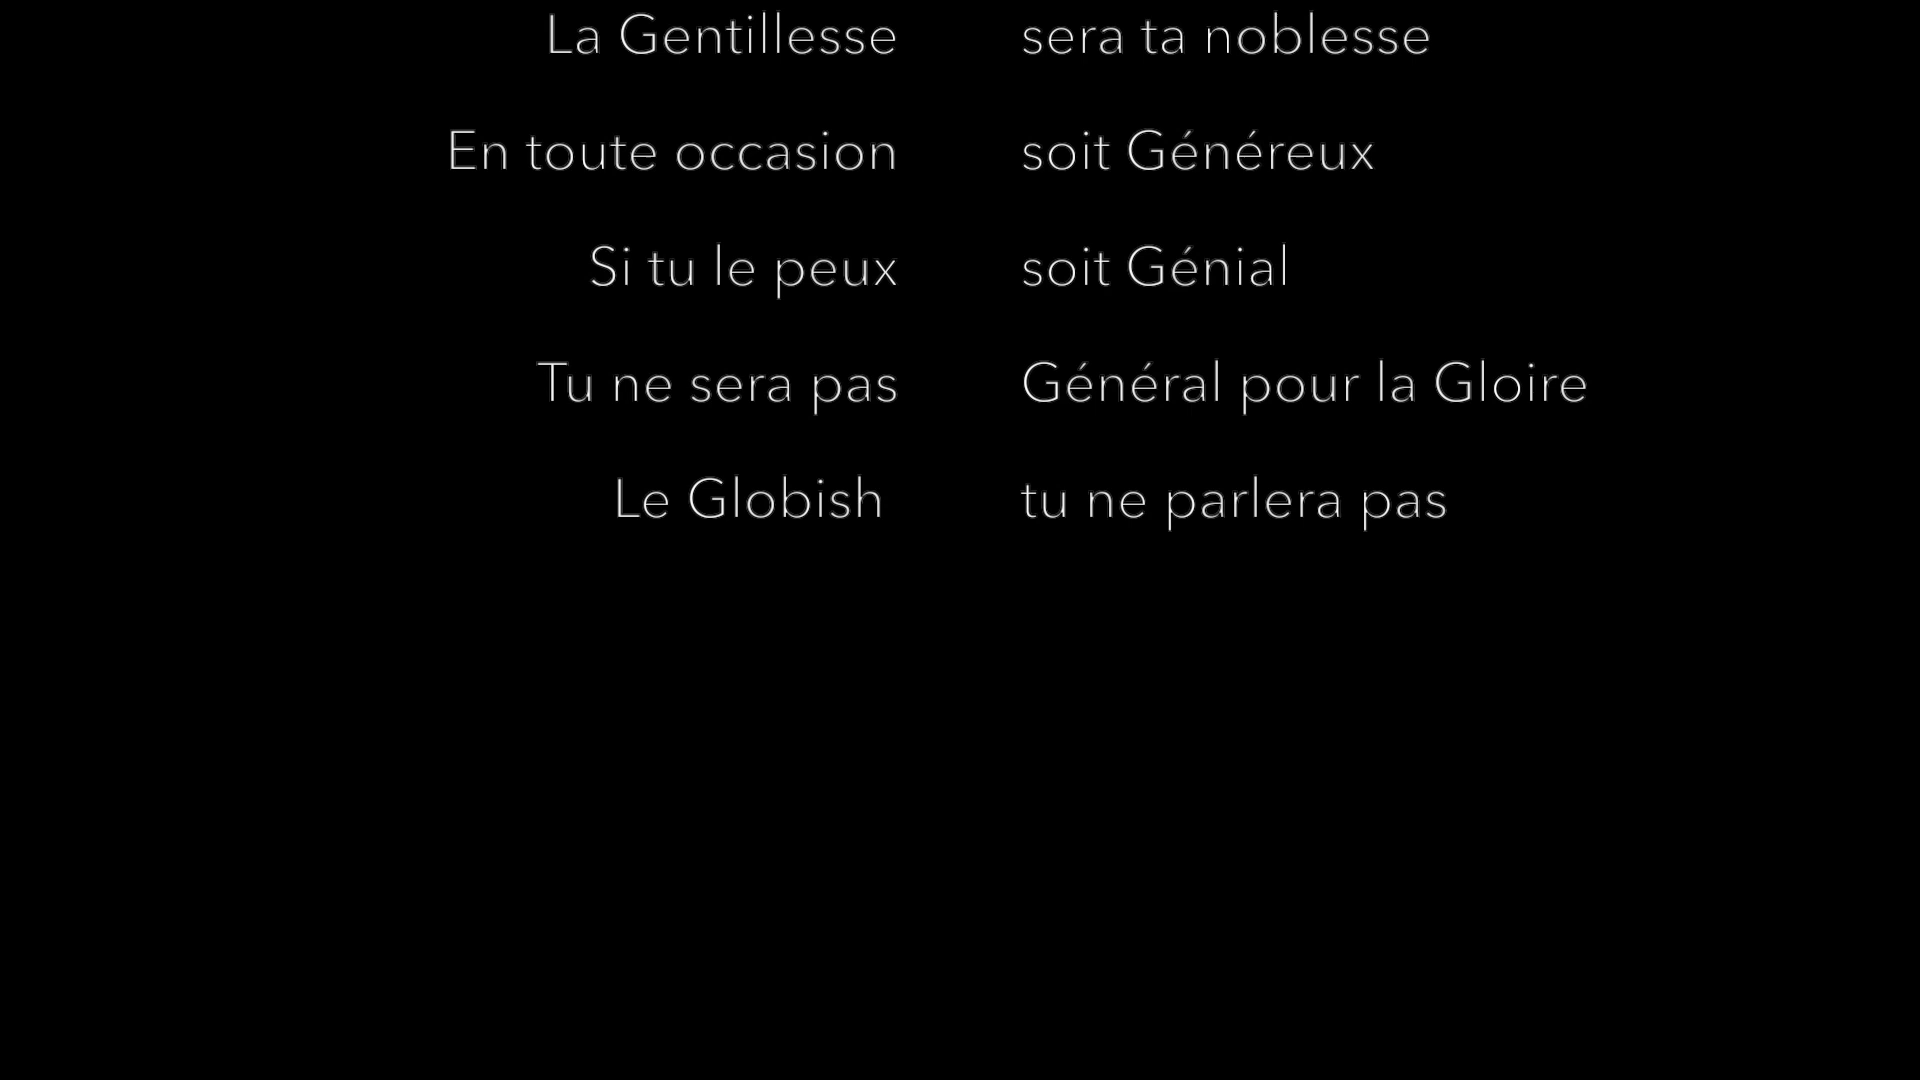 La Gentillesse sera ta noblesse
En toute occasion soit Généreux
Si tu le peux soit Génial
Tu ne sera pas Général pour la Gloire
Le Globish tu ne parlera pas